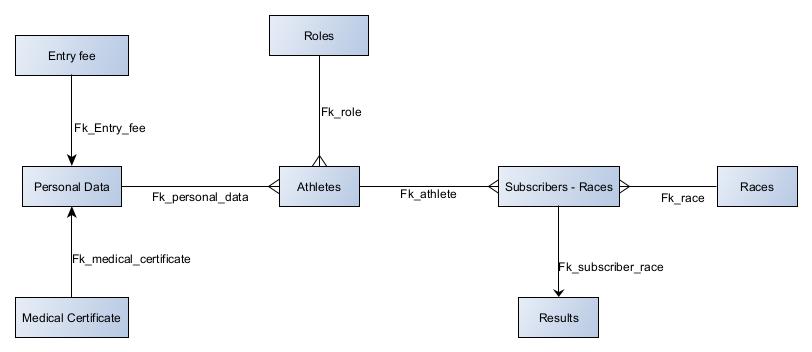 Roles
Entry fee
Fk_role
Fk_Entry_fee
Personal Data
Fk_personal_data
Athletes
Fk_athlete
Subscribers - Races
Fk_race
Races
Fk_medical_certificate
Fk_subscriber_race
Medical Certificate
Results